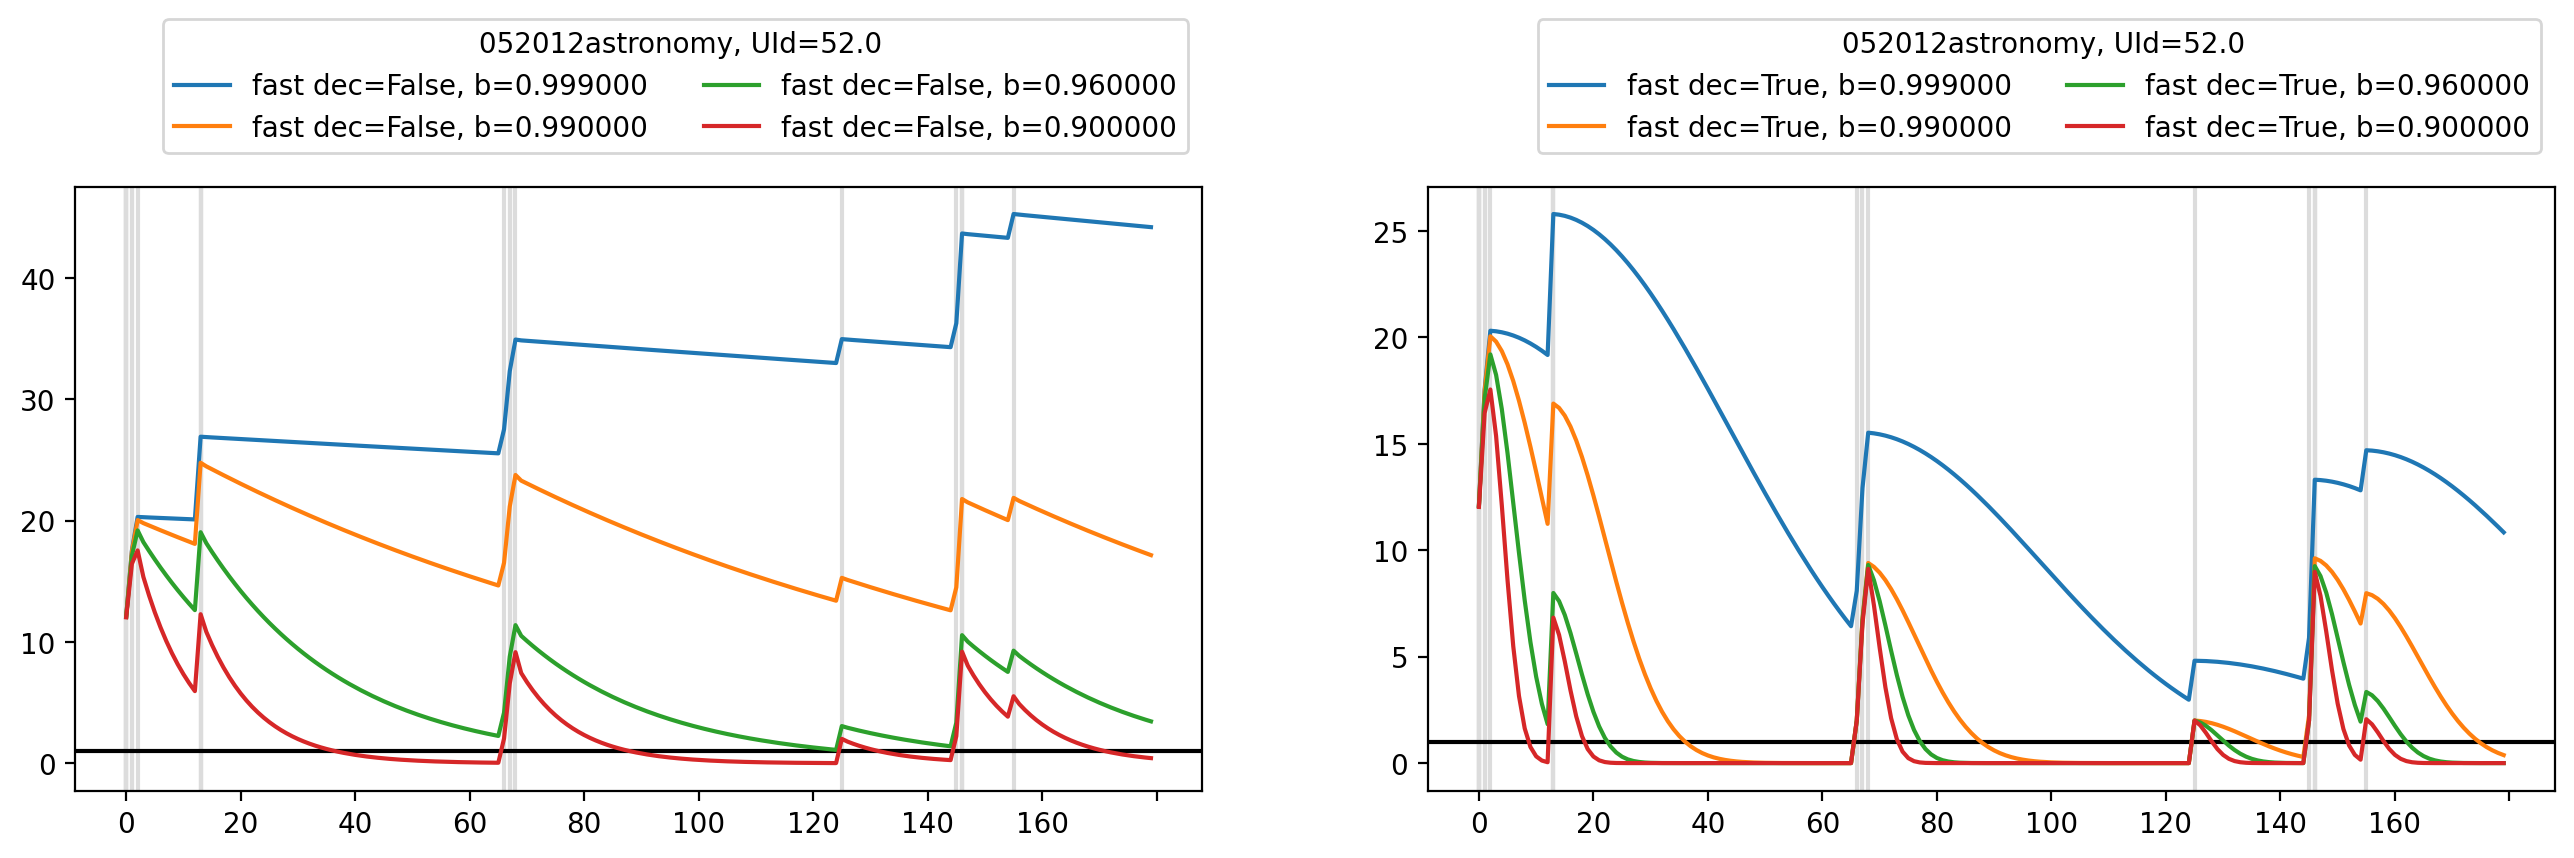 052012astronomy, UId=52.0
fast dec=False, b=0.999000
fast dec=False, b=0.960000
fast dec=False, b=0.990000
fast dec=False, b=0.900000
40
30
20
10
0
0 20 40 60 80 100 120 140 160
052012astronomy, UId=52.0
fast dec=True, b=0.999000
fast dec=True, b=0.960000
fast dec=True, b=0.990000
fast dec=True, b=0.900000
25
20
15
10
5
0
0 20 40 60 80 100 120 140 160